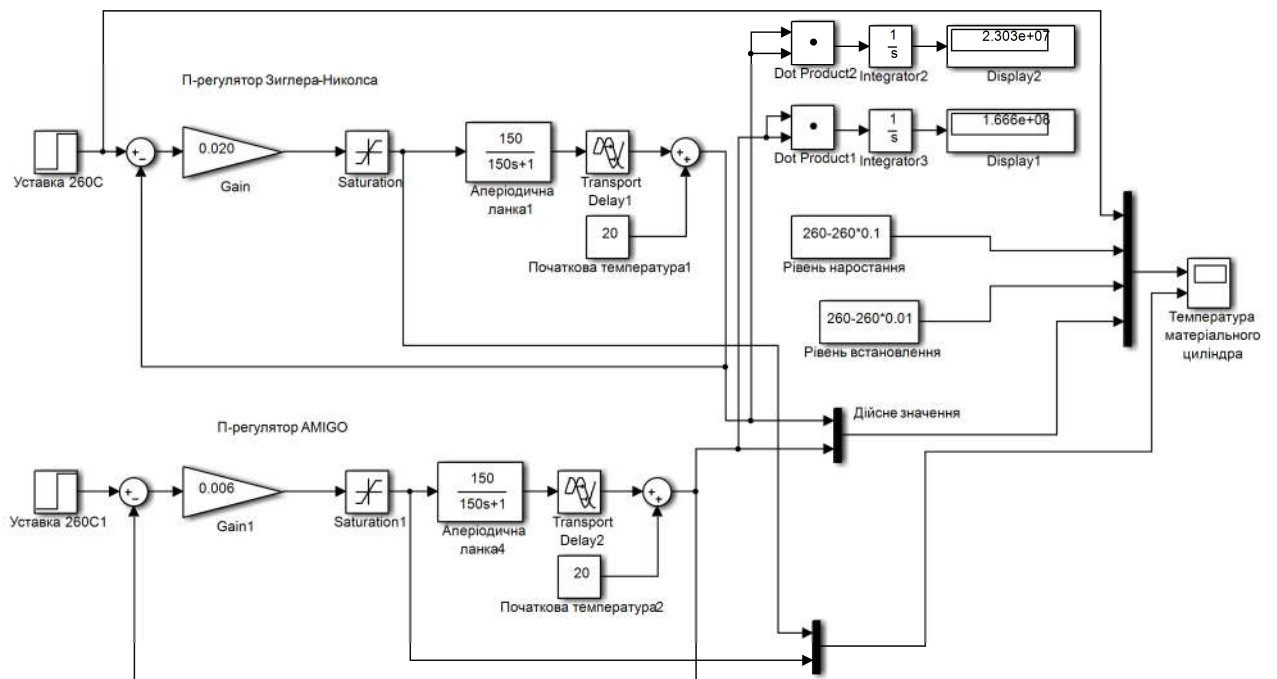 2.303e+07
1
s
Dot Product2
Integrator2
Display2
П-регулятор Зиглера-Николса
1.666e+06
1
s
Dot Product1
Integrator3
Display1
Уставка 260С
+
−
0.020
Gain
Saturation
150
150s+1
Аперіодична
ланка1
Transport
Delay1
+
+
20
Початкова температура1
260-260*0.1
Рівень наростання
260-260*0.01
Рівень встановлення
Температура
матеріального
циліндра
Дійсне значення
П-регулятор AMIGO
Уставка 260С1
+
−
0.006
Gain1
Saturation1
150
150s+1
Аперіодична
ланка4
Transport
Delay2
+
+
20
Початкова температура2